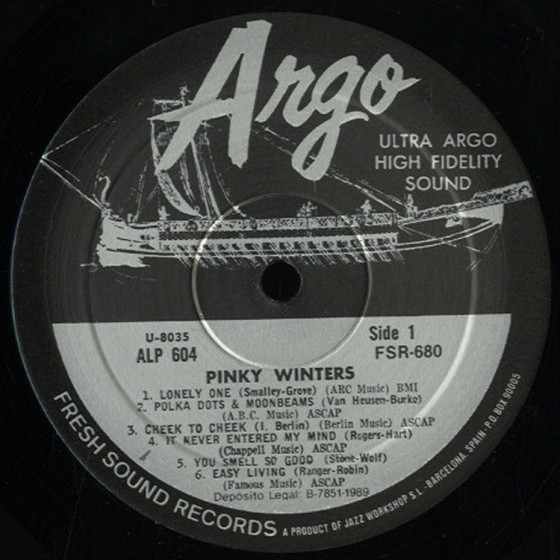 Argo
ULTRA ARGO
HIGH FIDELITY
SOUND
U-8035
ALP 604
Side 1
FSR-680
PINKY WINTERS
1. LONELY ONE (Smalley-Grove) (ARC Music) BMI
2. POLKA DOTS & MOONBEAMS (Van Heusen-Burke)
(A.B.C. Music) ASCAP
3. CHEEK TO CHEEK (I. Berlin) (Berlin Music) ASCAP
4. IT NEVER ENTERED MY MIND (Rogers-Hart)
(Chappell Music) ASCAP
5. YOU SMELL SO GOOD (Stone-Wolf)
6. EASY LIVING (Ranger-Robin)
(Famous Music) ASCAP
Depósito Legal: B-7851-1989
FRESH SOUND RECORDS A PRODUCT OF JAZZ WORKSHOP S.L. - BARCELONA, SPAIN - P.O. BOX 90005